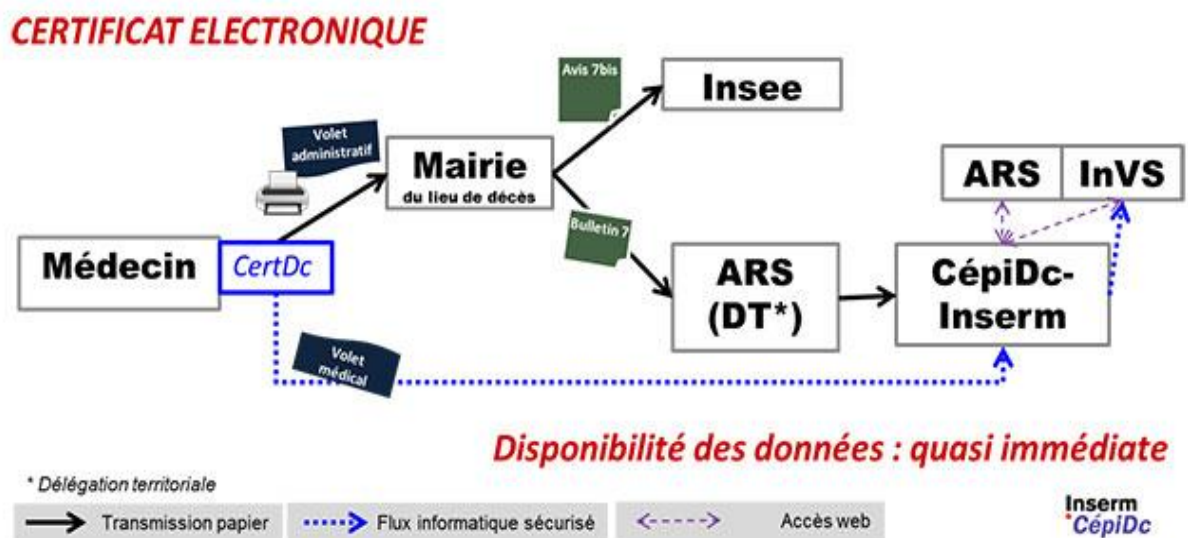 CERTIFICAT ELECTRONIQUE
Avis 7bis
Insee
Volet
administratif
Mairie
du lieu de décès
ARS
InVS
Bulletin 7
Médecin
CertDc
ARS
(DT*)
CépiDc-
Inserm
Volet
médical
Disponibilité des données : quasi immédiate
* Délégation territoriale
Transmission papier
Flux informatique sécurisé
Accès web
Inserm
*CépiDc